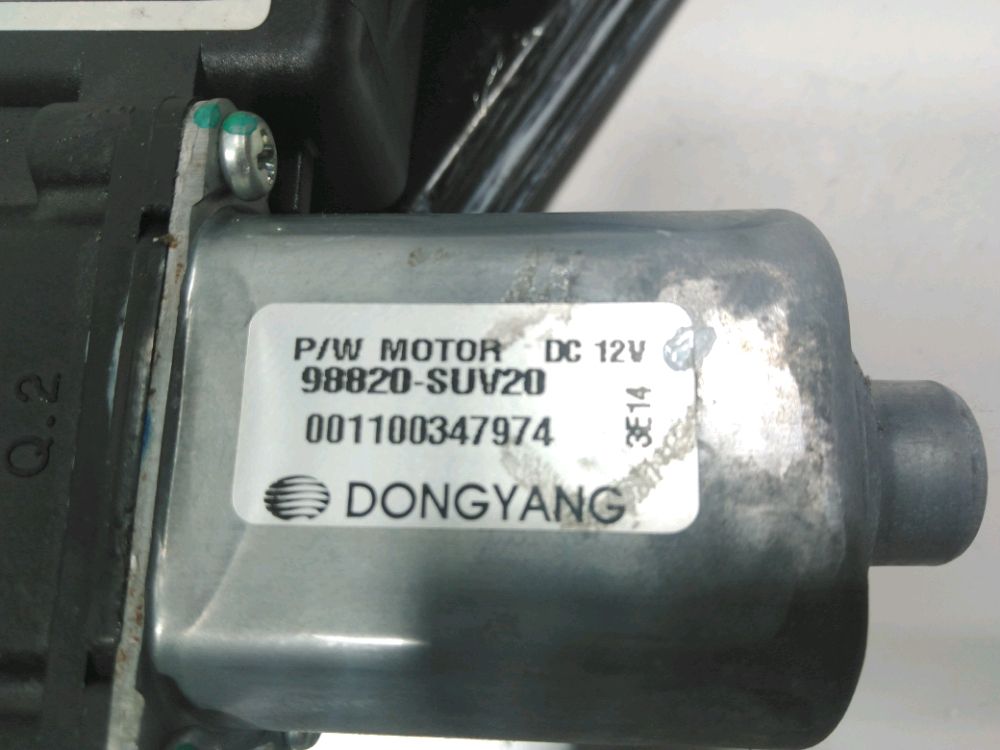 P/W MOTOR DC 12V
98820-SUV20
001100347974
3E14
DONGYANG
Q.2